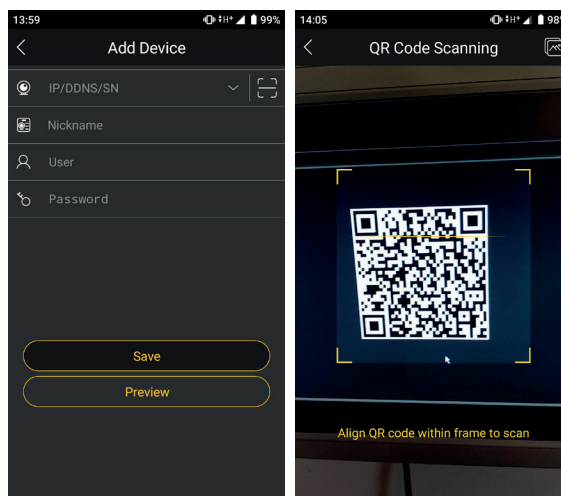 13:59
H+
99%
Add Device
IP/DDNS/SN
Nickname
User
Password
Save
Preview
14:05
H+
98%
QR Code Scanning
Align QR code within frame to scan